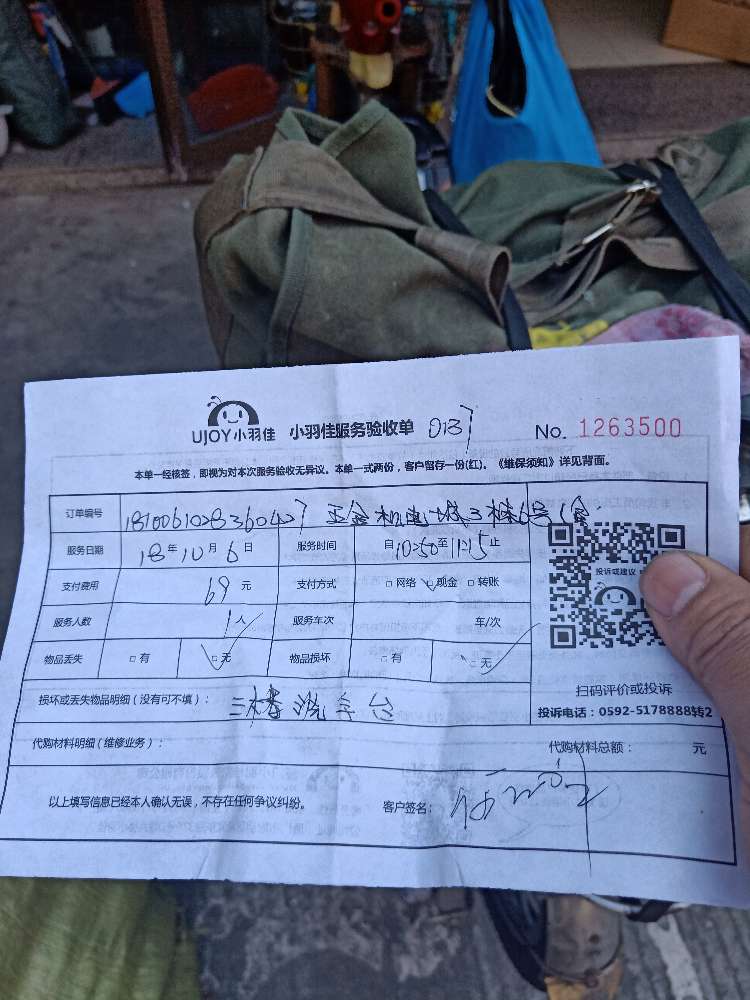 UJOY小羽佳 小羽佳服务验收单 013 No. 1263500
本单一经核签，即视为对本次服务验收无异议。本单一式两份，客户留存一份(红)。《维保须知》详见背面。
订单编号 五金机电城3栋6号
服务日期 18年10月6日 服务时间 自10:50至11:15止
支付费用 69元 支付方式 □网络 □现金 □转账
服务人数 1人 服务车次 车/次
物品丢失 □有 □无 物品损坏 □有 □无
投诉或建议
扫码评价或投诉
投诉电话：0592-5178888转2
损坏或丢失物品明细（没有可不填）： 三楼洗手台
代购材料明细（维修业务）： 代购材料总额： 元
以上填写信息已经本人确认无误，不存在任何争议纠纷。 客户签名：